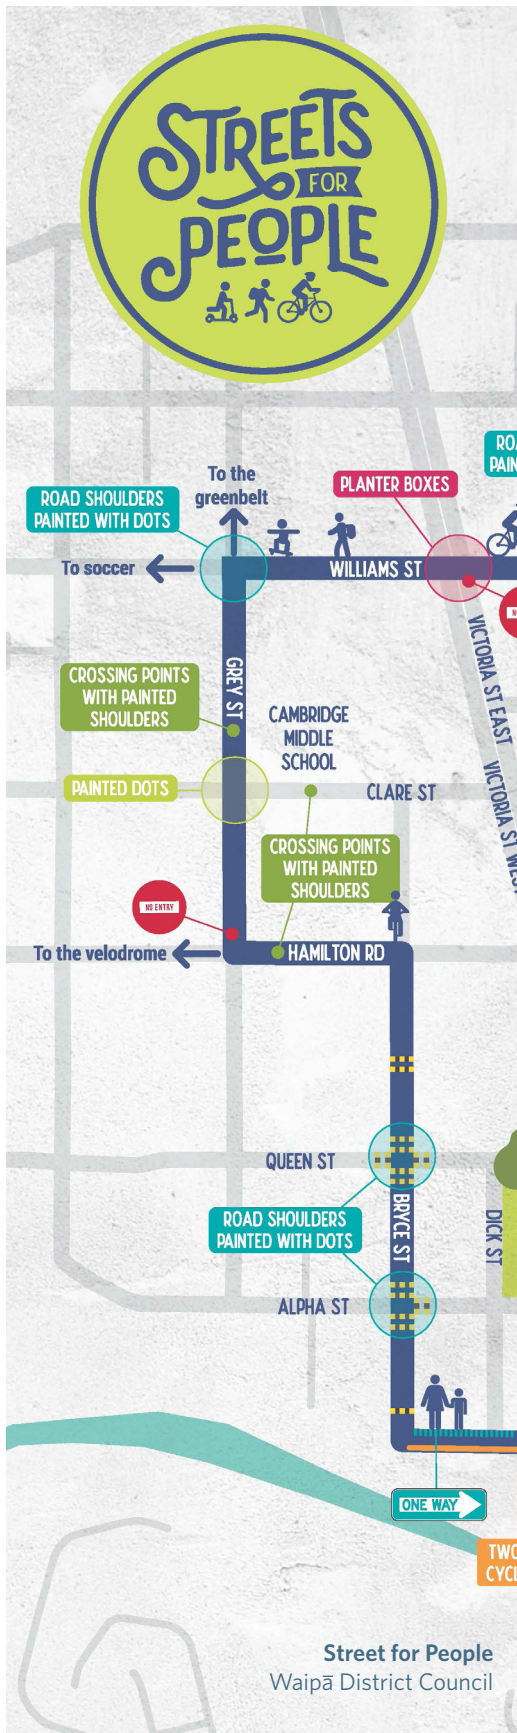 STREETS
FOR
PEOPLE
To the
greenbelt
PLANTER BOXES
ROAD SHOULDERS
PAINTED WITH DOTS
To soccer
WILLIAMS ST
GREY ST
VICTORIA ST EAST
CROSSING POINTS
WITH PAINTED
SHOULDERS
CAMBRIDGE
MIDDLE
SCHOOL
PAINTED DOTS
CLARE ST
VICTORIA ST WEST
CROSSING POINTS
WITH PAINTED
SHOULDERS
NO ENTRY
To the velodrome
HAMILTON RD
QUEEN ST
BRYCE ST
ROAD SHOULDERS
PAINTED WITH DOTS
DICK ST
ALPHA ST
ONE WAY
TWO
CYCL
Street for People
Waipā District Council